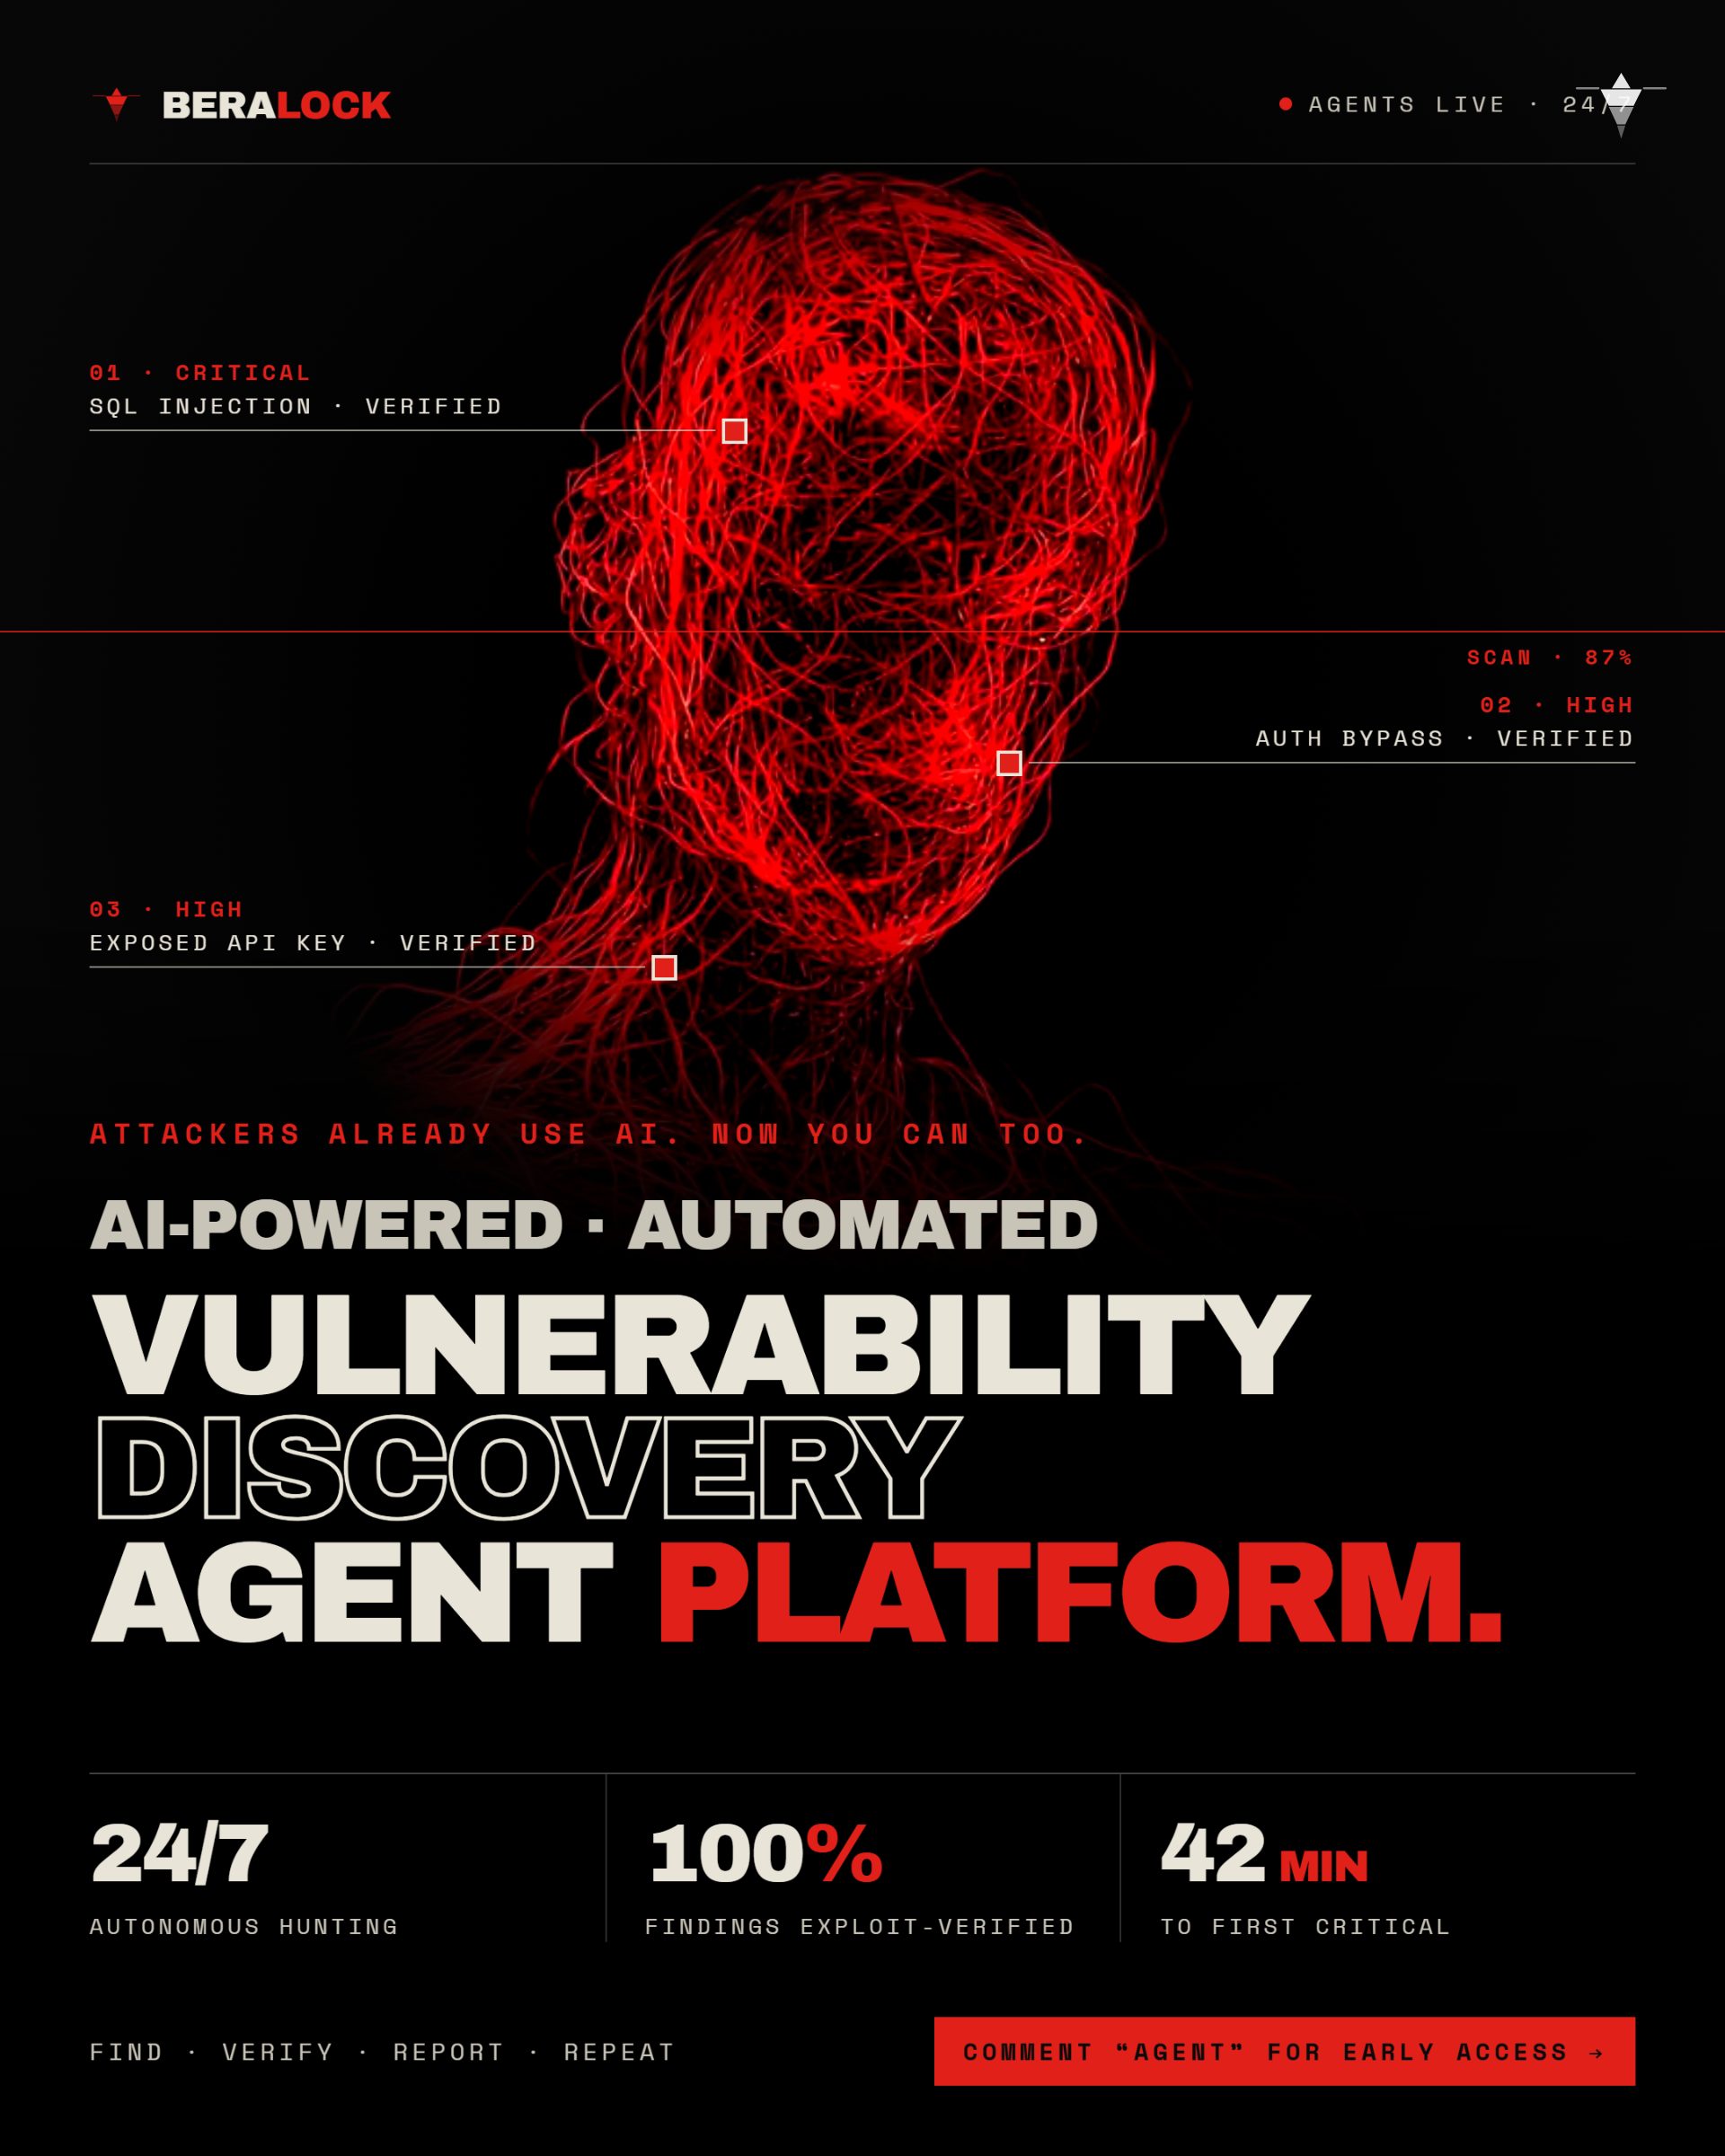 BERALOCK
AGENTS LIVE · 24/7
01 · CRITICAL
SQL INJECTION · VERIFIED
SCAN · 87%
02 · HIGH
AUTH BYPASS · VERIFIED
03 · HIGH
EXPOSED API KEY · VERIFIED
ATTACKERS ALREADY USE AI. NOW YOU CAN TOO.
AI-POWERED · AUTOMATED
VULNERABILITY
DISCOVERY
AGENT PLATFORM.
24/7
AUTONOMOUS HUNTING
100%
FINDINGS EXPLOIT-VERIFIED
42 MIN
TO FIRST CRITICAL
FIND · VERIFY · REPORT · REPEAT
COMMENT “AGENT” FOR EARLY ACCESS →